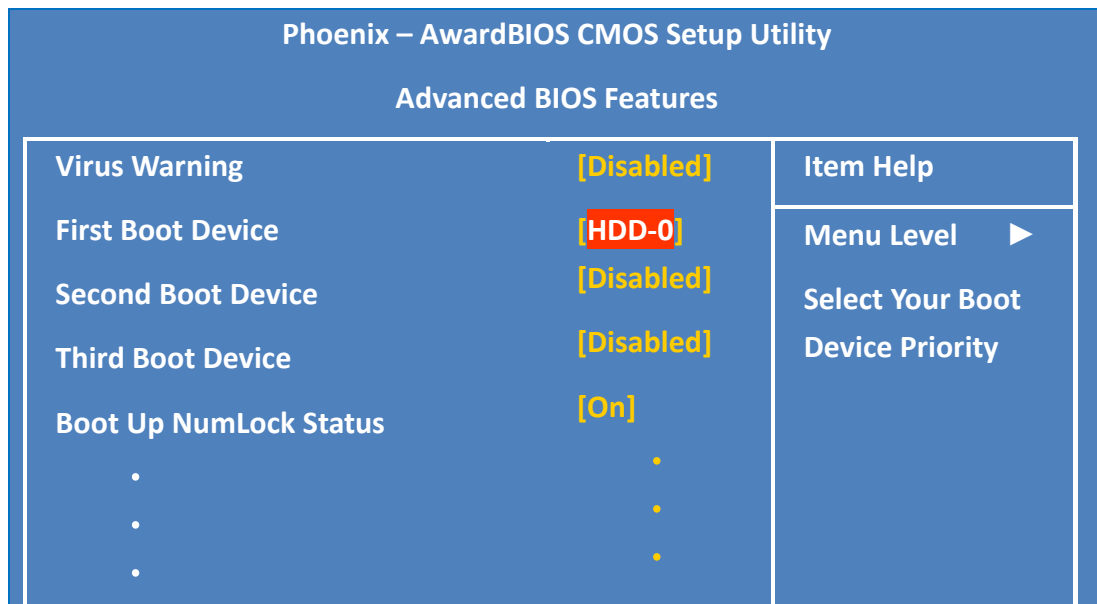 Phoenix – AwardBIOS CMOS Setup Utility
Advanced BIOS Features
Virus Warning [Disabled]
First Boot Device [HDD-0]
Second Boot Device [Disabled]
Third Boot Device [Disabled]
Boot Up NumLock Status [On]
Item Help
Menu Level ►
Select Your Boot
Device Priority